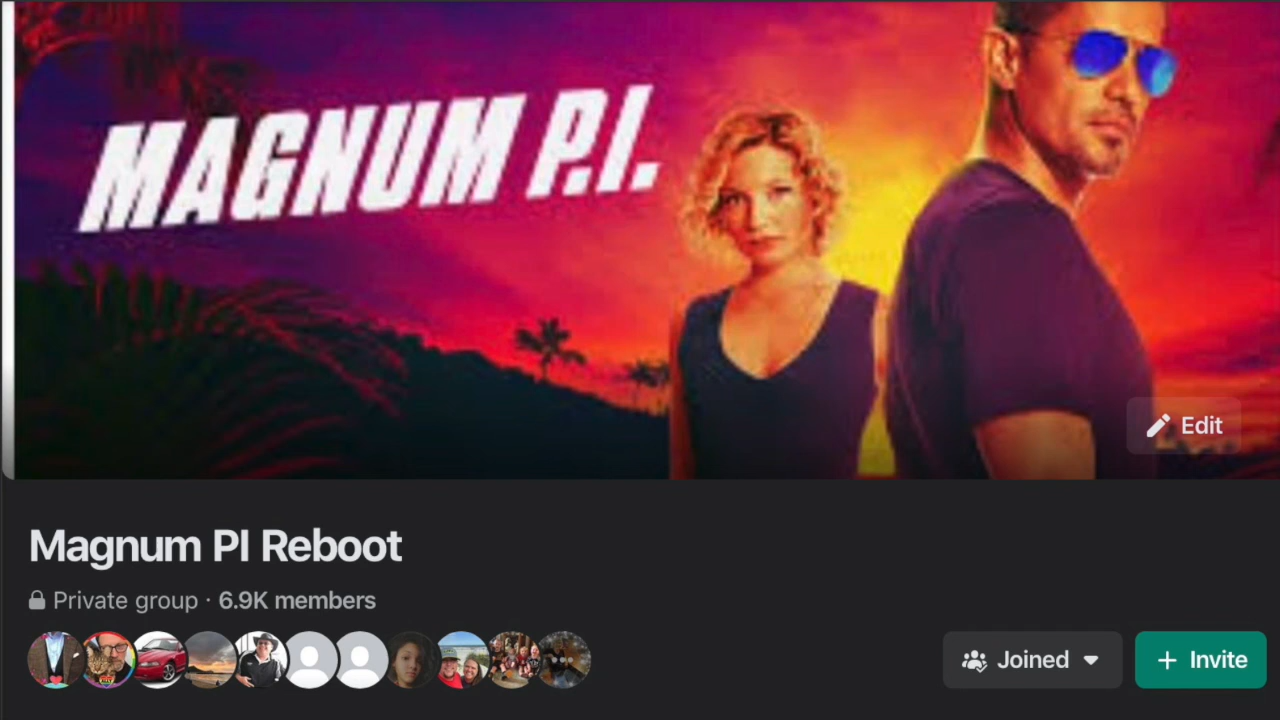 MAGNUM P.I.
Edit
Magnum PI Reboot
Private group · 6.9K members
Joined
+ Invite